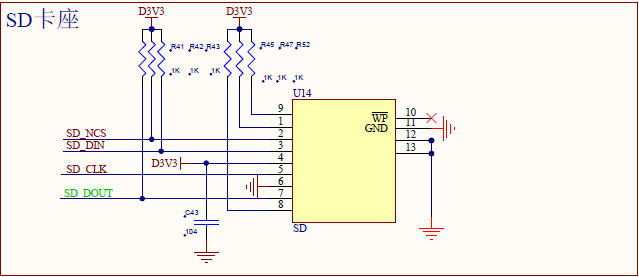 SD卡座
D3V3 D3V3
R41 R42 R43 R45 R47 R52
1K 1K 1K 1K 1K 1K
U14
9
1
SD_NCS 2
SD_DIN 3
D3V3 4
SD_CLK 5
6
SD_DOUT 7
8
WP 10
GND 11
12
13
C43
104
SD